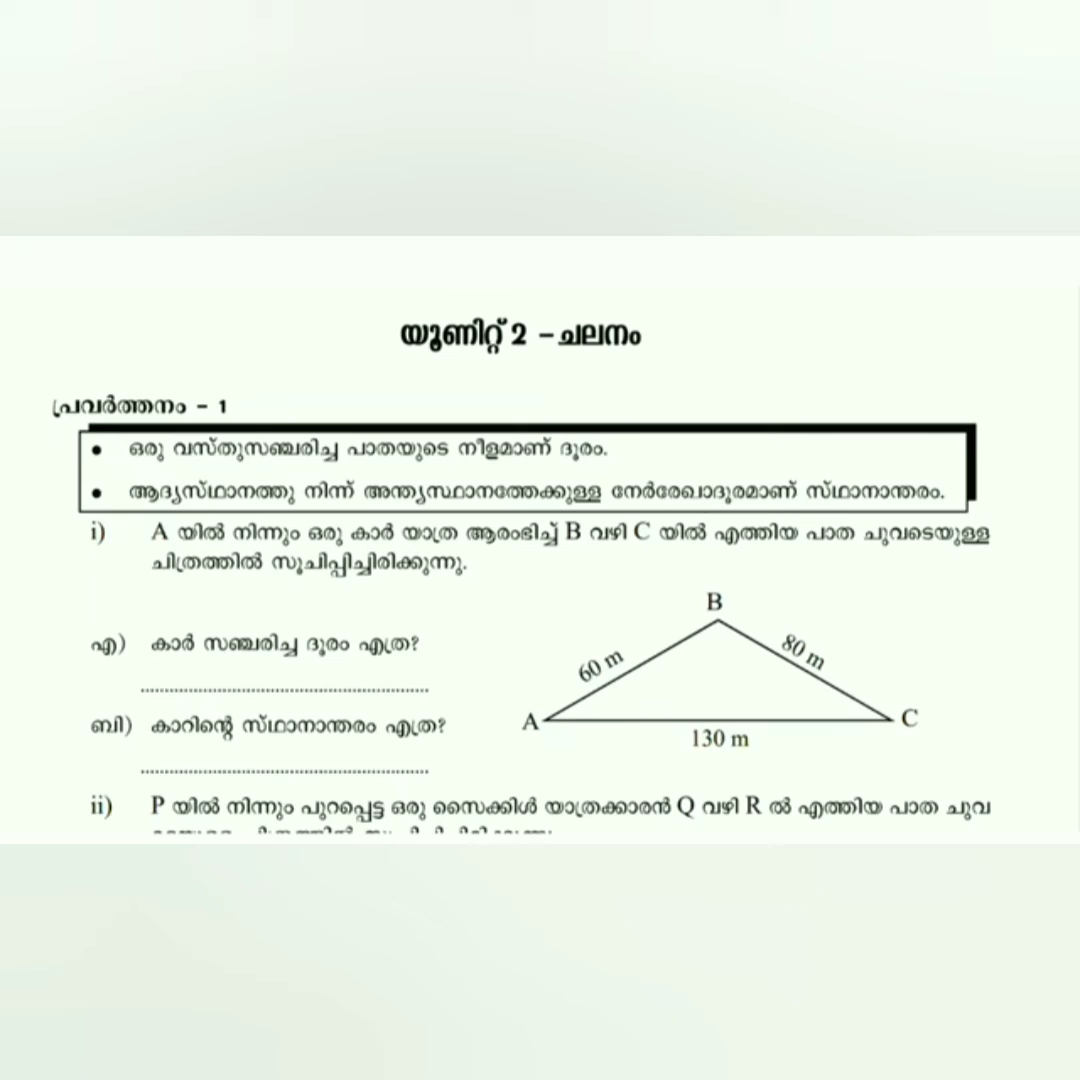 യൂണിറ്റ് 2 – ചലനം
പ്രവർത്തനം – 1
• ഒരു വസ്തുസഞ്ചരിച്ച പാതയുടെ നീളമാണ് ദൂരം.
• ആദ്യസ്ഥാനത്തു നിന്ന് അന്ത്യസ്ഥാനത്തേക്കുള്ള നേർരേഖാദൂരമാണ് സ്ഥാനാന്തരം.
i) A യിൽ നിന്നും ഒരു കാർ യാത്ര ആരംഭിച്ച് B വഴി C യിൽ എത്തിയ പാത ചുവടെയുള്ള
ചിത്രത്തിൽ സൂചിപ്പിച്ചിരിക്കുന്നു.
എ) കാർ സഞ്ചരിച്ച ദൂരം എത്ര?
ബി) കാറിന്റെ സ്ഥാനാന്തരം എത്ര?
B
60 m
80 m
A
C
130 m
ii) P യിൽ നിന്നും പുറപ്പെട്ട ഒരു സൈക്കിൾ യാത്രക്കാരൻ Q വഴി R ൽ എത്തിയ പാത ചുവ